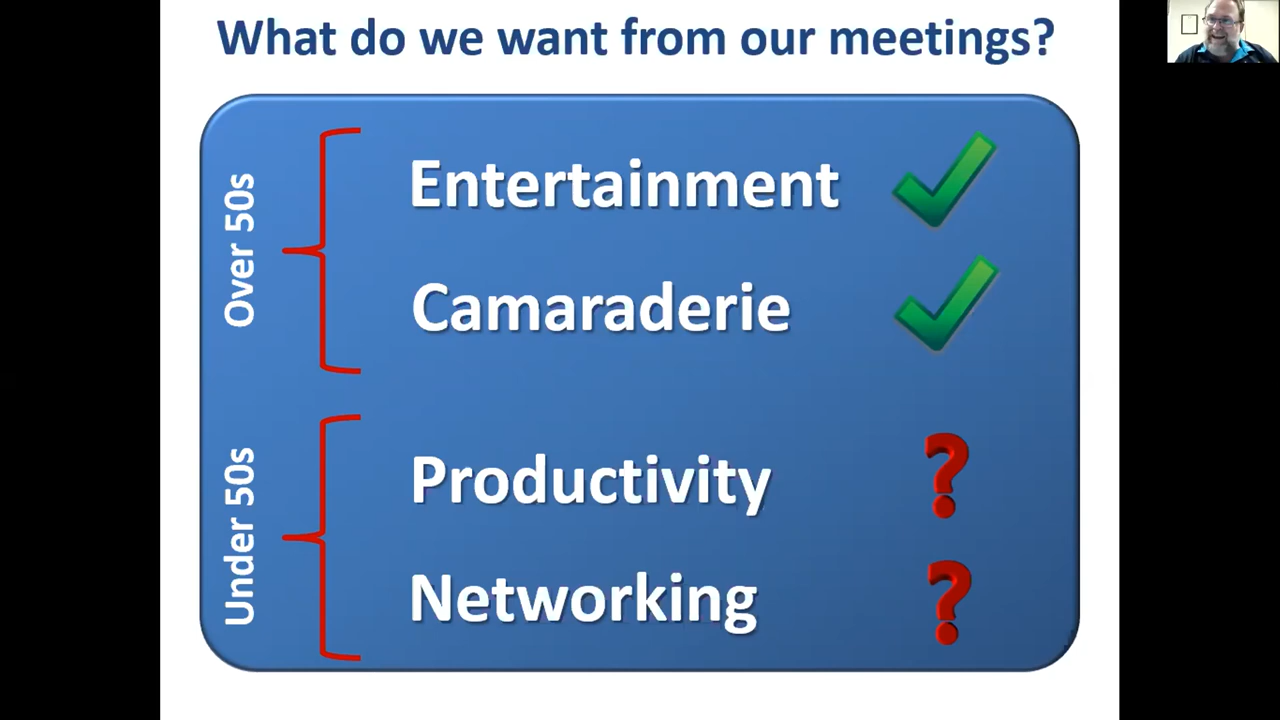 What do we want from our meetings?
Over 50s
Entertainment
Camaraderie
Under 50s
Productivity
?
Networking
?